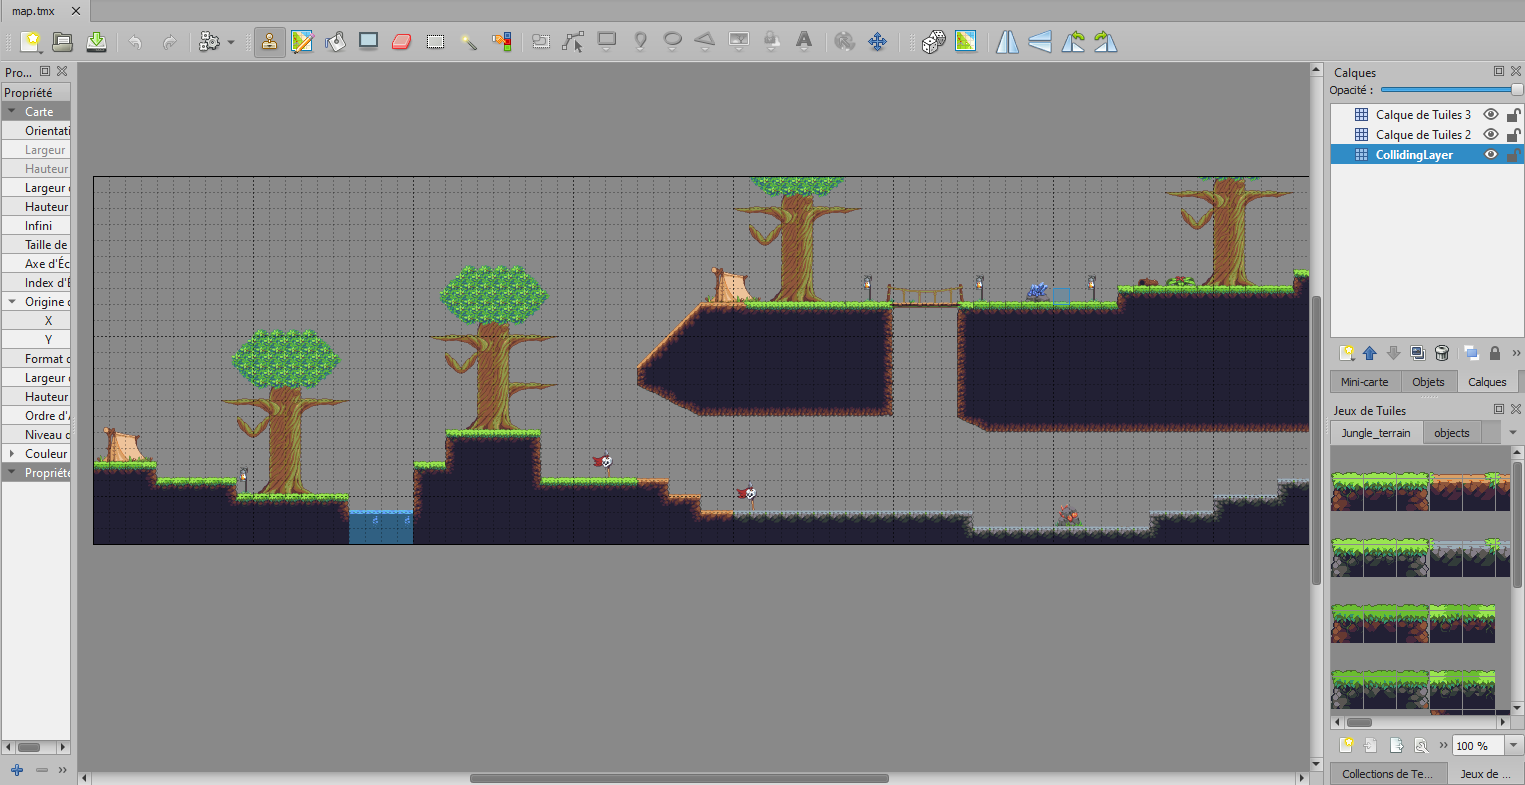 map.tmx
Pro...
Propriété
Carte
Orientati
Largeur
Hauteur
Largeur
Hauteur
Infini
Taille de
Axe d'Éc
Index d'É
Origine
X
Y
Format
Largeur
Hauteur
Ordre d'
Niveau
Couleur
Propriété
Calques
Opacité :
Calque de Tuiles 3
Calque de Tuiles 2
CollidingLayer
Mini-carte Objets Calques
Jeux de Tuiles
Jungle_terrain objects
100 %
Collections de Te... Jeux de ...